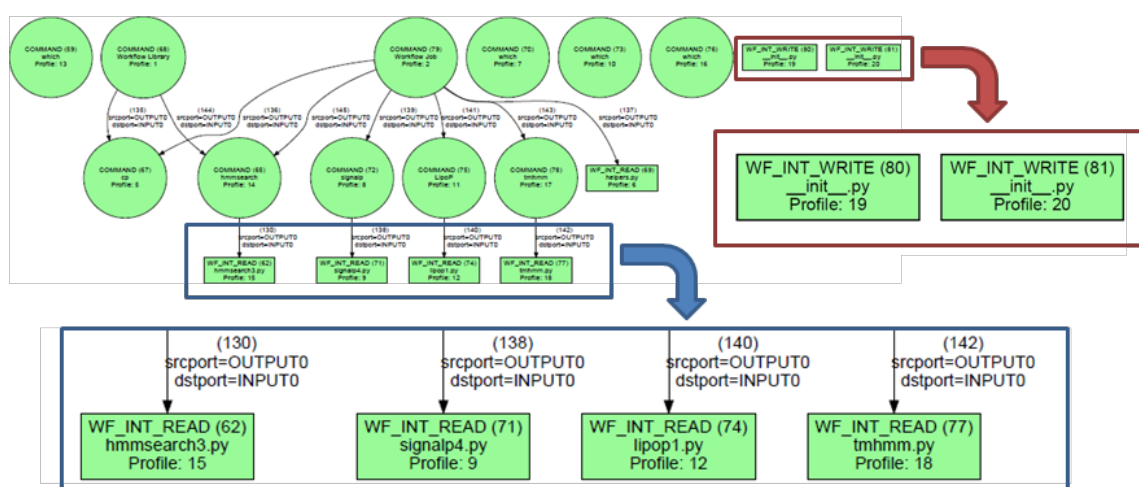 COMMAND (59)
which
Profile: 13
COMMAND (68)
Workflow Library
Profile: 1
COMMAND (79)
Workflow Job
Profile: 2
COMMAND (70)
which
Profile: 7
COMMAND (73)
which
Profile: 10
COMMAND (76)
which
Profile: 16
WF_INT_WRITE (80)
__init__.py
Profile: 19
WF_INT_WRITE (81)
__init__.py
Profile: 20
(135)
srcport=OUTPUT0
dstport=INPUT0
(144)
srcport=OUTPUT0
dstport=INPUT0
(136)
srcport=OUTPUT0
dstport=INPUT0
(145)
srcport=OUTPUT0
dstport=INPUT0
(139)
srcport=OUTPUT0
dstport=INPUT0
(141)
srcport=OUTPUT0
dstport=INPUT0
(143)
srcport=OUTPUT0
dstport=INPUT0
(137)
srcport=OUTPUT0
dstport=INPUT0
COMMAND (67)
cp
Profile: 5
hmmsearch
Profile: 14
COMMAND (72)
signalp
Profile: 8
COMMAND (75)
LipoP
Profile: 11
COMMAND (78)
tmhmm
Profile: 17
WF_INT_READ (69)
helpers.py
Profile: 6
(130)
srcport=OUTPUT0
dstport=INPUT0
(138)
srcport=OUTPUT0
dstport=INPUT0
(140)
srcport=OUTPUT0
dstport=INPUT0
(142)
srcport=OUTPUT0
dstport=INPUT0
WF_INT_READ (62)
hmmsearch3.py
Profile: 15
WF_INT_READ (71)
signalp4.py
Profile: 9
WF_INT_READ (74)
lipop1.py
Profile: 12
WF_INT_READ (77)
tmhmm.py
Profile: 18
WF_INT_WRITE (80)
__init__.py
Profile: 19
WF_INT_WRITE (81)
__init__.py
Profile: 20
(130)
srcport=OUTPUT0
dstport=INPUT0
(138)
srcport=OUTPUT0
dstport=INPUT0
(140)
srcport=OUTPUT0
dstport=INPUT0
(142)
srcport=OUTPUT0
dstport=INPUT0
WF_INT_READ (62)
hmmsearch3.py
Profile: 15
WF_INT_READ (71)
signalp4.py
Profile: 9
WF_INT_READ (74)
lipop1.py
Profile: 12
WF_INT_READ (77)
tmhmm.py
Profile: 18